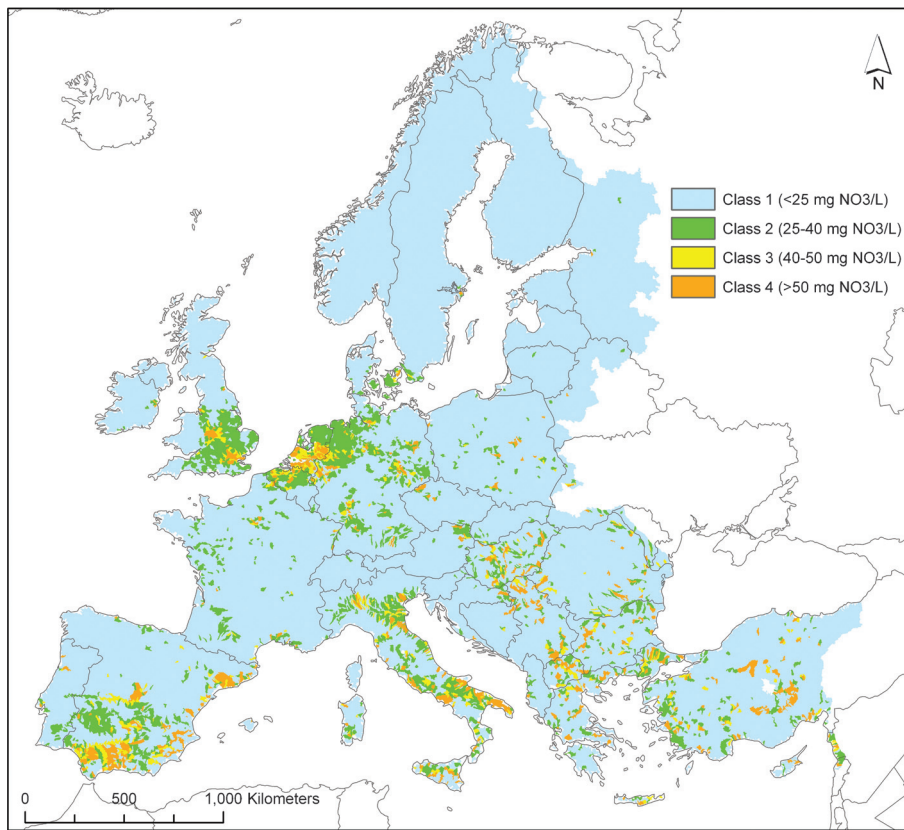 N
Class 1 (<25 mg NO3/L)
Class 2 (25-40 mg NO3/L)
Class 3 (40-50 mg NO3/L)
Class 4 (>50 mg NO3/L)
0 500 1,000 Kilometers